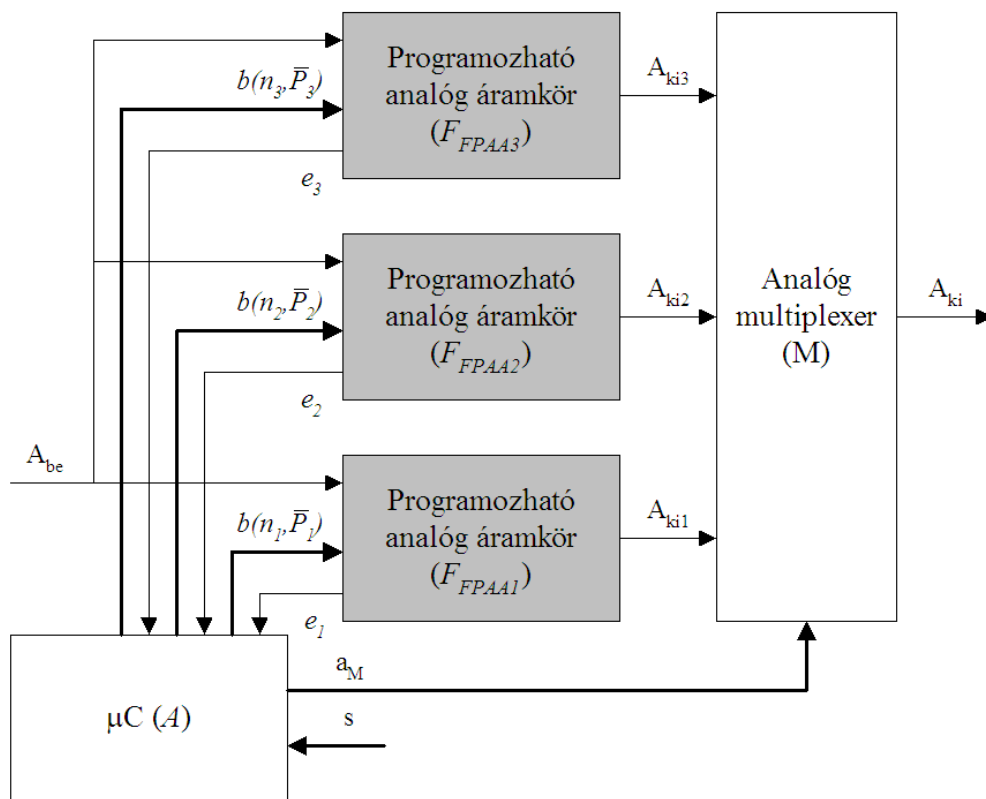 Programozható
analóg áramkör
(F_FPAA3)
b(n_3,P̅_3)
e_3
A_ki3
Programozható
analóg áramkör
(F_FPAA2)
b(n_2,P̅_2)
e_2
A_ki2
Analóg
multiplexer
(M)
A_ki
A_be
Programozható
analóg áramkör
(F_FPAA1)
b(n_1,P̅_1)
e_1
A_ki1
a_M
s
μC (A)